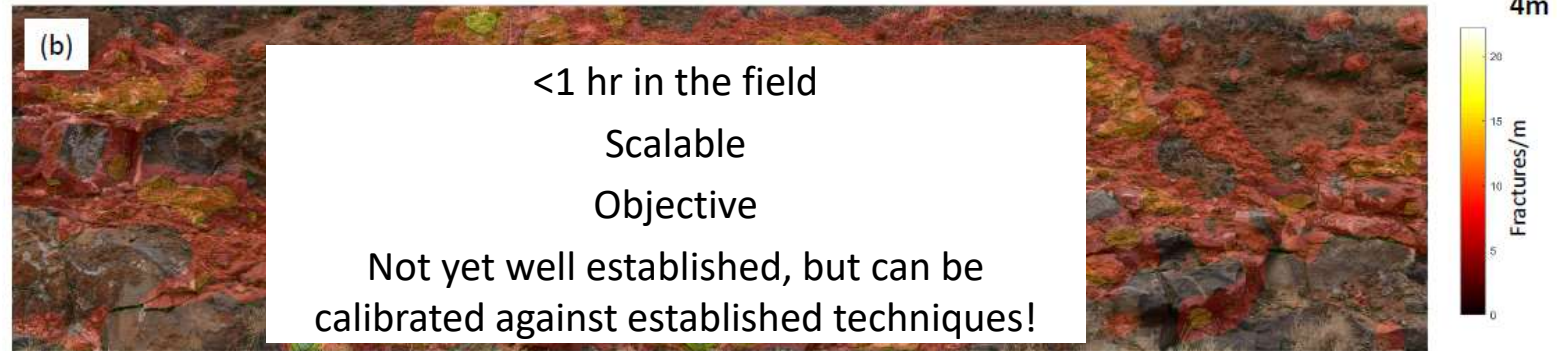 4m
(b)
<1 hr in the field
Scalable
Objective
Not yet well established, but can be
calibrated against established techniques!
20
15
10
5
0
Fractures/m